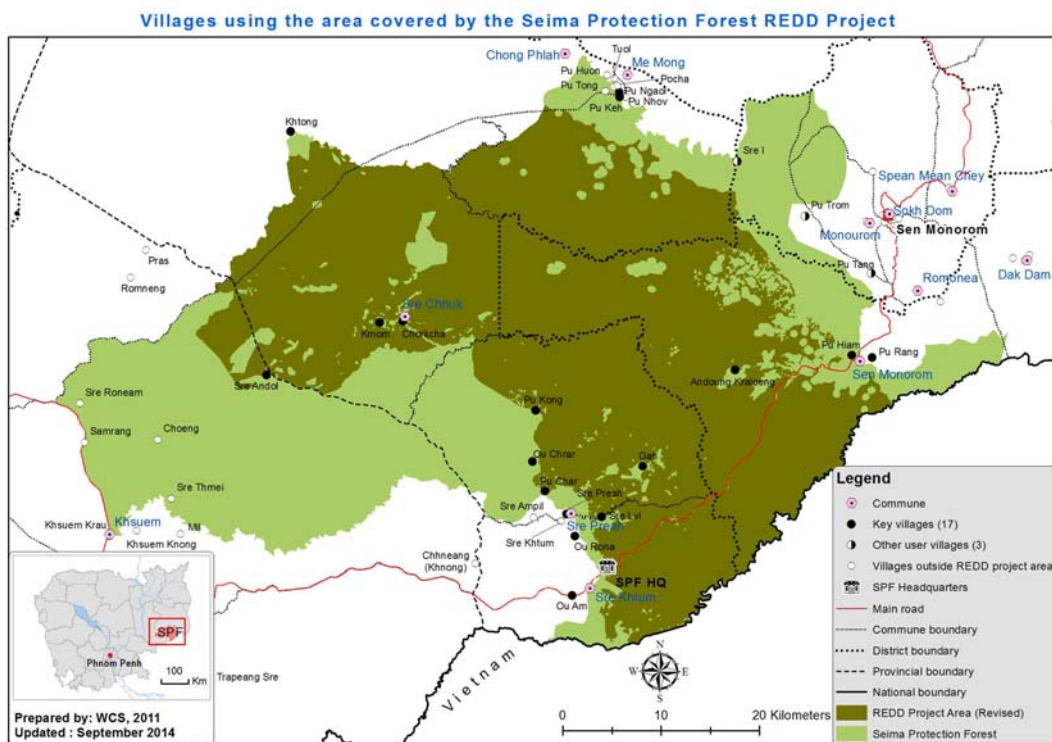 Villages using the area covered by the Seima Protection Forest REDD Project
Chong Phlah
Tuol
Me Mong
Pu Huon
Pocha
Pu Tong
Pu Ngaol
Pu Keh
Pu Nhov
Khtong
Sre I
Spean Mean Chey
Pu Trom
Sokh Dom
Sen Monorom
Monourom
Pras
Romneng
Pu Tang
Romonea
Dak Dam
Sre Chhuk
Kmom
Chorkcha
Pu Hiam
Pu Rang
Sre Andol
Andoung Kraloeng
Sen Monorom
Sre Roneam
Pu Kong
Samrang
Choeng
Ou Chrar
Gati
Sre Thmei
Pu Char
Sre Preah
Sre Ampil
Sre Lvi
Khsuem Krau
Khsuem
Mil
Sre Preah
Khsuem Knong
Sre Khtum
Ou Rona
Chhneang
(Khnong)
SPF HQ
Sre Khtum
Ou Am
Vietnam
Trapeang Sre
SPF
Phnom Penh
100
Km
Prepared by: WCS, 2011
Updated : September 2014
N
W
E
S
0 10 20 Kilometers
Legend
Commune
Key villages (17)
Other user villages (3)
Villages outside REDD project area
SPF Headquarters
Main road
Commune boundary
District boundary
Provincial boundary
National boundary
REDD Project Area (Revised)
Seima Protection Forest